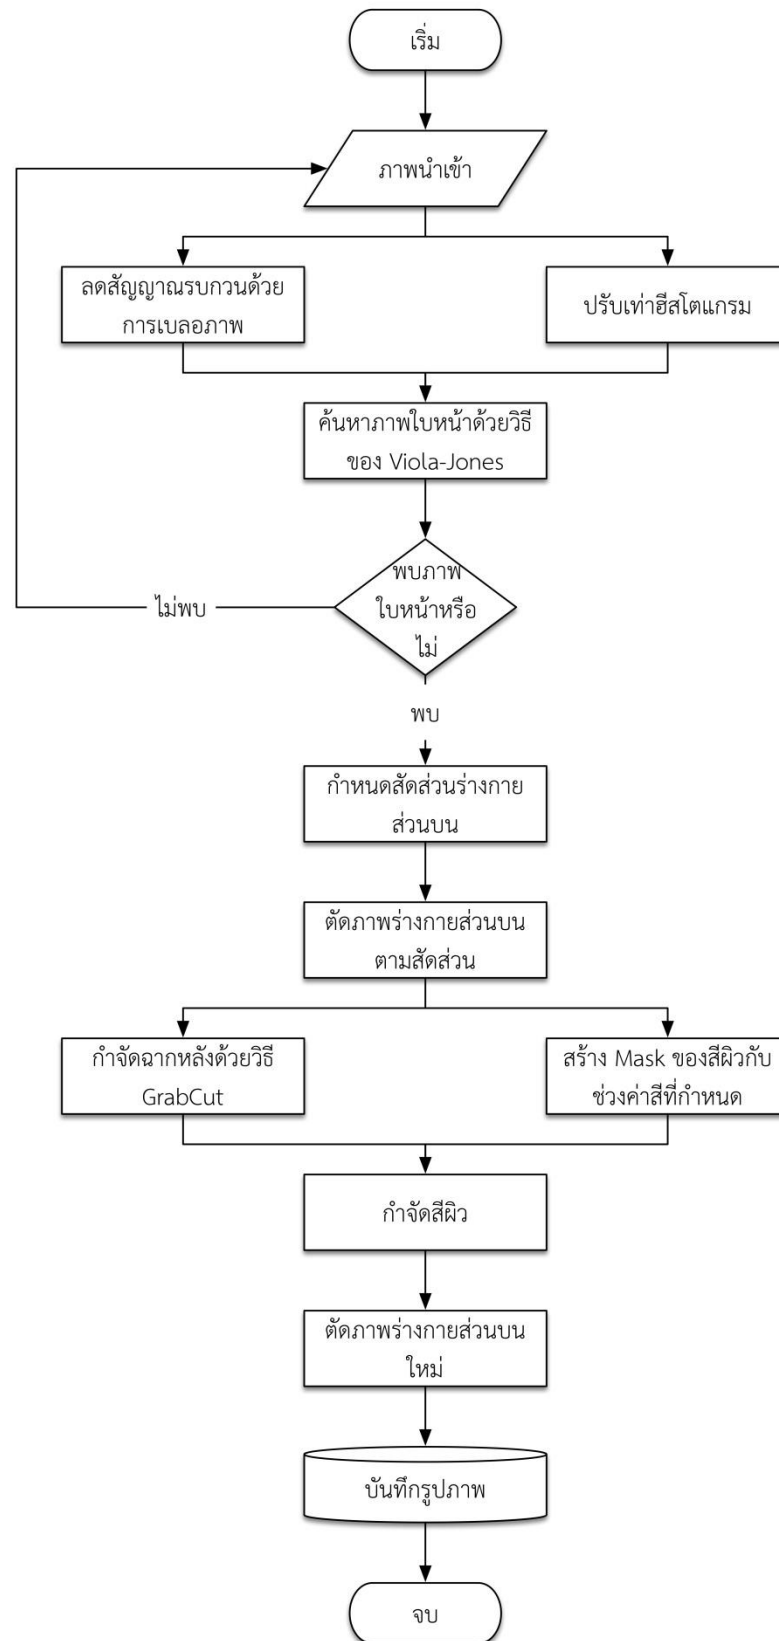 เริ่ม
ภาพนำเข้า
ลดสัญญาณรบกวนด้วย
การเบลอภาพ
ปรับเท่าฮีสโตแกรม
ค้นหาภาพใบหน้าด้วยวิธี
ของ Viola-Jones
พบภาพ
ใบหน้าหรือ
ไม่
ไม่พบ
พบ
กำหนดสัดส่วนร่างกาย
ส่วนบน
ตัดภาพร่างกายส่วนบน
ตามสัดส่วน
กำจัดฉากหลังด้วยวิธี
GrabCut
สร้าง Mask ของสีผิวกับ
ช่วงค่าสีที่กำหนด
กำจัดสีผิว
ตัดภาพร่างกายส่วนบน
ใหม่
บันทึกรูปภาพ
จบ